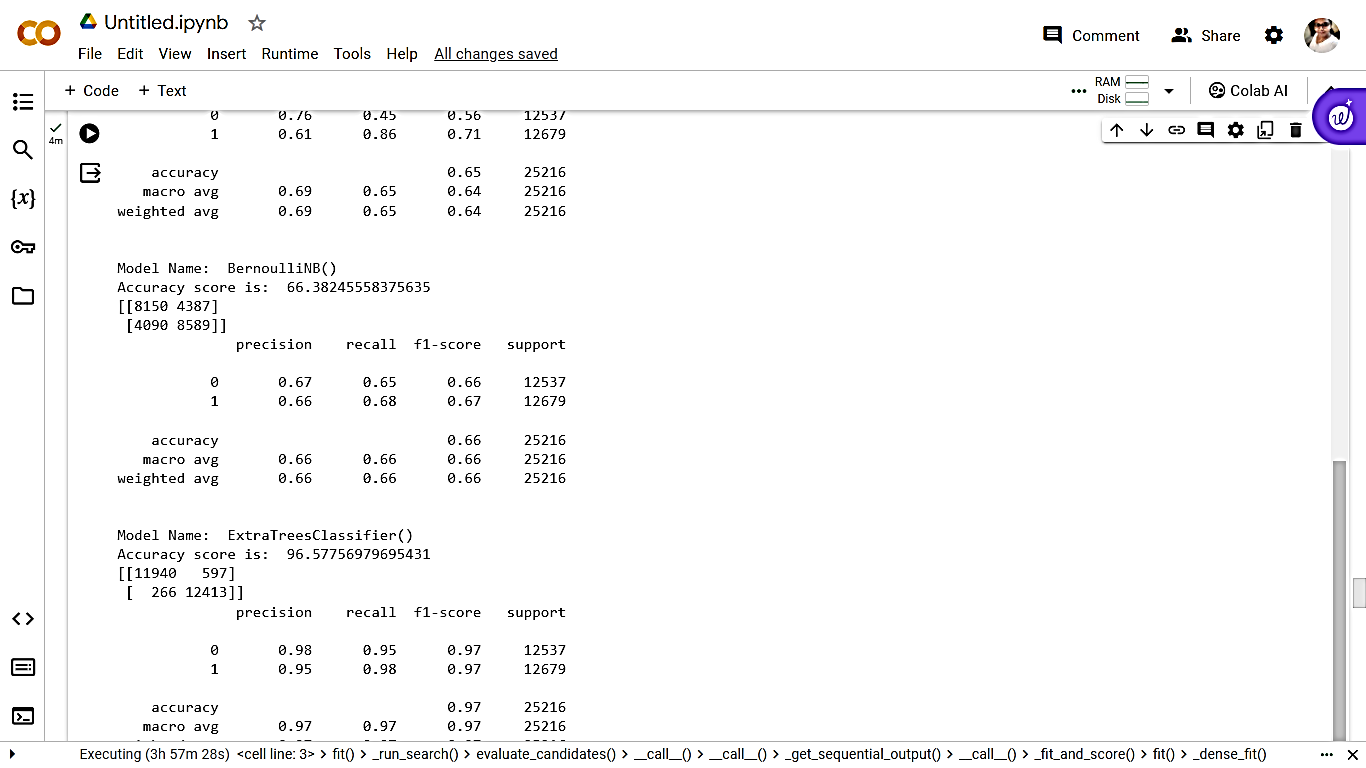 Untitled.ipynb
File Edit View Insert Runtime Tools Help All changes saved
Comment Share
+ Code + Text
RAM
Disk
Colab AI
4m
0 0.76 0.45 0.56 12537
1 0.61 0.86 0.71 12679
accuracy 0.65 25216
macro avg 0.69 0.65 0.64 25216
weighted avg 0.69 0.65 0.64 25216
Model Name: BernoulliNB()
Accuracy score is: 66.38245558375635
[[8150 4387]
[4090 8589]]
precision recall f1-score support
0 0.67 0.65 0.66 12537
1 0.66 0.68 0.67 12679
accuracy 0.66 25216
macro avg 0.66 0.66 0.66 25216
weighted avg 0.66 0.66 0.66 25216
Model Name: ExtraTreesClassifier()
Accuracy score is: 96.57756979695431
[[11940 597]
[ 266 12413]]
precision recall f1-score support
0 0.98 0.95 0.97 12537
1 0.95 0.98 0.97 12679
accuracy 0.97 25216
macro avg 0.97 0.97 0.97 25216
Executing (3h 57m 28s) <cell line: 3> > fit() > _run_search() > evaluate_candidates() > __call__() > __call__() > _get_sequential_output() > __call__() > _fit_and_score() > fit() > _dense_fit()